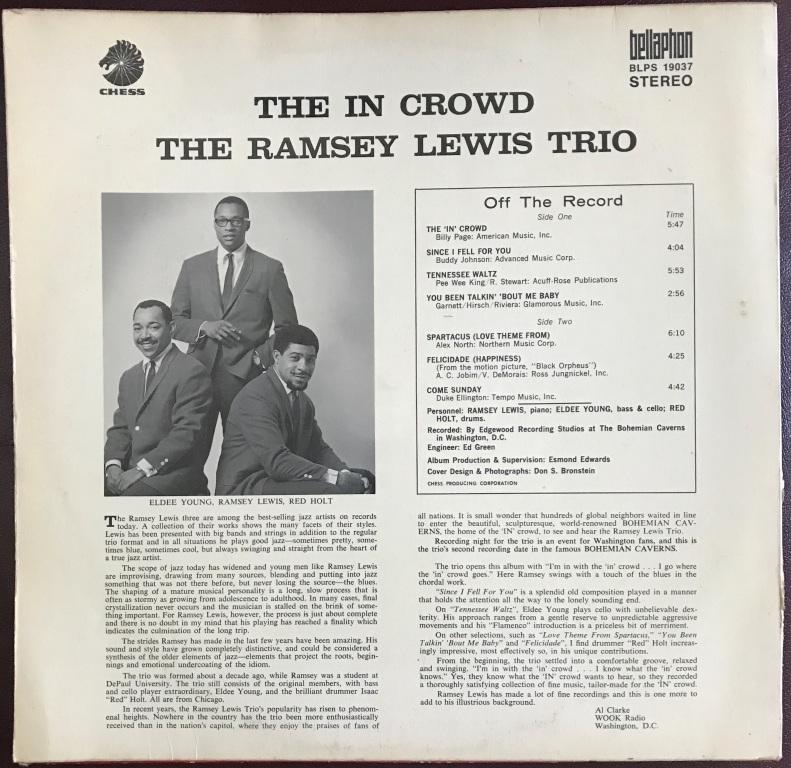 CHESS
bellaphon
BLPS 19037
STEREO
THE IN CROWD
THE RAMSEY LEWIS TRIO
ELDEE YOUNG, RAMSEY LEWIS, RED HOLT
Off The Record
Side One
Time
THE 'IN' CROWD 5:47
Billy Page: American Music, Inc.
SINCE I FELL FOR YOU 4:04
Buddy Johnson: Advanced Music Corp.
TENNESSEE WALTZ 5:53
Pee Wee King/R. Stewart: Acuff-Rose Publications
YOU BEEN TALKIN' 'BOUT ME BABY 2:56
Garnett/Hirsch/Riviera: Glamorous Music, Inc.
Side Two
SPARTACUS (LOVE THEME FROM) 6:10
Alex North: Northern Music Corp.
FELICIDADE (HAPPINESS) 4:25
(From the motion picture, "Black Orpheus")
A. C. Jobim/V. DeMorais: Ross Jungnickel, Inc.
COME SUNDAY 4:42
Duke Ellington: Tempo Music, Inc.
Personnel: RAMSEY LEWIS, piano; ELDEE YOUNG, bass & cello; RED
HOLT, drums.
Recorded: By Edgewood Recording Studios at The Bohemian Caverns
in Washington, D.C.
Engineer: Ed Green
Album Production & Supervision: Esmond Edwards
Cover Design & Photographs: Don S. Bronstein
CHESS PRODUCING CORPORATION
The Ramsey Lewis three are among the best-selling jazz artists on records
today. A collection of their works shows the many facets of their styles.
Lewis has been presented with big bands and strings in addition to the regular
trio format and in all situations he plays good jazz—sometimes pretty, some-
times blue, sometimes cool, but always swinging and straight from the heart of
a true jazz artist.
The scope of jazz today has widened and young men like Ramsey Lewis
are improvising, drawing from many sources, blending and putting into jazz
something that was not there before, but never losing the source—the blues.
The shaping of a mature musical personality is a long, slow process that is
often as stormy as growing from adolescence to adulthood. In many cases, final
crystallization never occurs and the musician is stalled on the brink of some-
thing important. For Ramsey Lewis, however, the process is just about complete
and there is no doubt in my mind that his playing has reached a finality which
indicates the culmination of the long trip.
The strides Ramsey has made in the last few years have been amazing. His
sound and style have grown completely distinctive, and could be considered a
synthesis of the older elements of jazz—elements that project the roots, begin-
nings and emotional undercoating of the idiom.
The trio was formed about a decade ago, while Ramsey was a student at
DePaul University. The trio still consists of the original members, with bass
and cello player extraordinary, Eldee Young, and the brilliant drummer Isaac
"Red" Holt. All are from Chicago.
In recent years, the Ramsey Lewis Trio's popularity has risen to phenom-
enal heights. Nowhere in the country has the trio been more enthusiastically
received than in the nation's capitol, where they enjoy the praises of fans of
all nations. It is small wonder that hundreds of global neighbors waited in line
to enter the beautiful, sculpturesque, world-renowned BOHEMIAN CAV-
ERNS, the home of the 'IN' crowd, to see and hear the Ramsey Lewis Trio.
Recording night for the trio is an event for Washington fans, and this is
the trio's second recording date in the famous BOHEMIAN CAVERNS.
The trio opens this album with "I'm in with the 'in' crowd . . . I go where
the 'in' crowd goes." Here Ramsey swings with a touch of the blues in the
chordal work.
"Since I Fell For You" is a splendid old composition played in a manner
that holds the attention all the way to the lonely sounding end.
On "Tennessee Waltz", Eldee Young plays cello with unbelievable dex-
terity. His approach ranges from a gentle reserve to unpredictable aggressive
movements and his "Flamenco" introduction is a priceless bit of merriment.
On other selections, such as "Love Theme From Spartacus," "You Been
Talkin' 'Bout Me Baby" and "Felicidade", I find drummer "Red" Holt increas-
ingly impressive, most effectively so, in his unique contributions.
From the beginning, the trio settled into a comfortable groove, relaxed
and swinging. "I'm in with the 'in' crowd . . . I know what the 'in' crowd
knows." Yes, they know what the 'IN' crowd wants to hear, so they recorded
a thoroughly satisfying collection of fine music, tailor-made for the 'IN' crowd.
Ramsey Lewis has made a lot of fine recordings and this is one more to
add to his illustrious background.
Al Clarke
WOOK Radio
Washington, D.C.